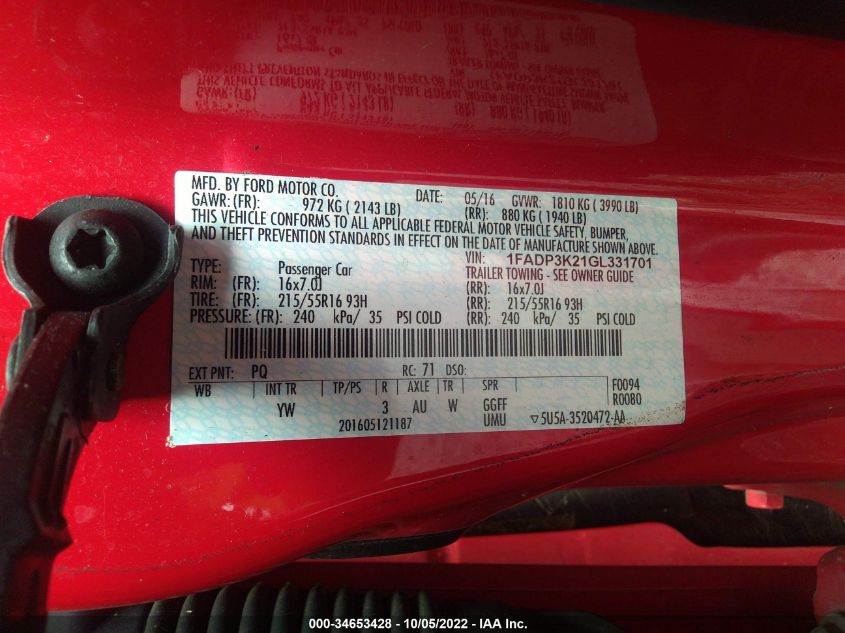 MFD. BY FORD MOTOR CO.
DATE: 05/16 GVWR: 1810 KG ( 3990 LB)
GAWR: (FR): 972 KG ( 2143 LB) (RR): 880 KG ( 1940 LB)
THIS VEHICLE CONFORMS TO ALL APPLICABLE FEDERAL MOTOR VEHICLE SAFETY, BUMPER,
AND THEFT PREVENTION STANDARDS IN EFFECT ON THE DATE OF MANUFACTURE SHOWN ABOVE.
VIN: 1FADP3K21GL331701
TYPE: Passenger Car TRAILER TOWING - SEE OWNER GUIDE
RIM: (FR): 16x7.0J (RR): 16x7.0J
TIRE: (FR): 215/55R16 93H (RR): 215/55R16 93H
PRESSURE: (FR): 240 kPa/ 35 PSI COLD (RR): 240 kPa/ 35 PSI COLD
EXT PNT: PQ RC: 71 DSO:
WB INT TR TP/PS R AXLE TR SPR F0094
YW 3 AU W GGFF R0080
201605121187 UMU ▽5U5A-3520472-AA
000-34653428 - 10/05/2022 - IAA Inc.